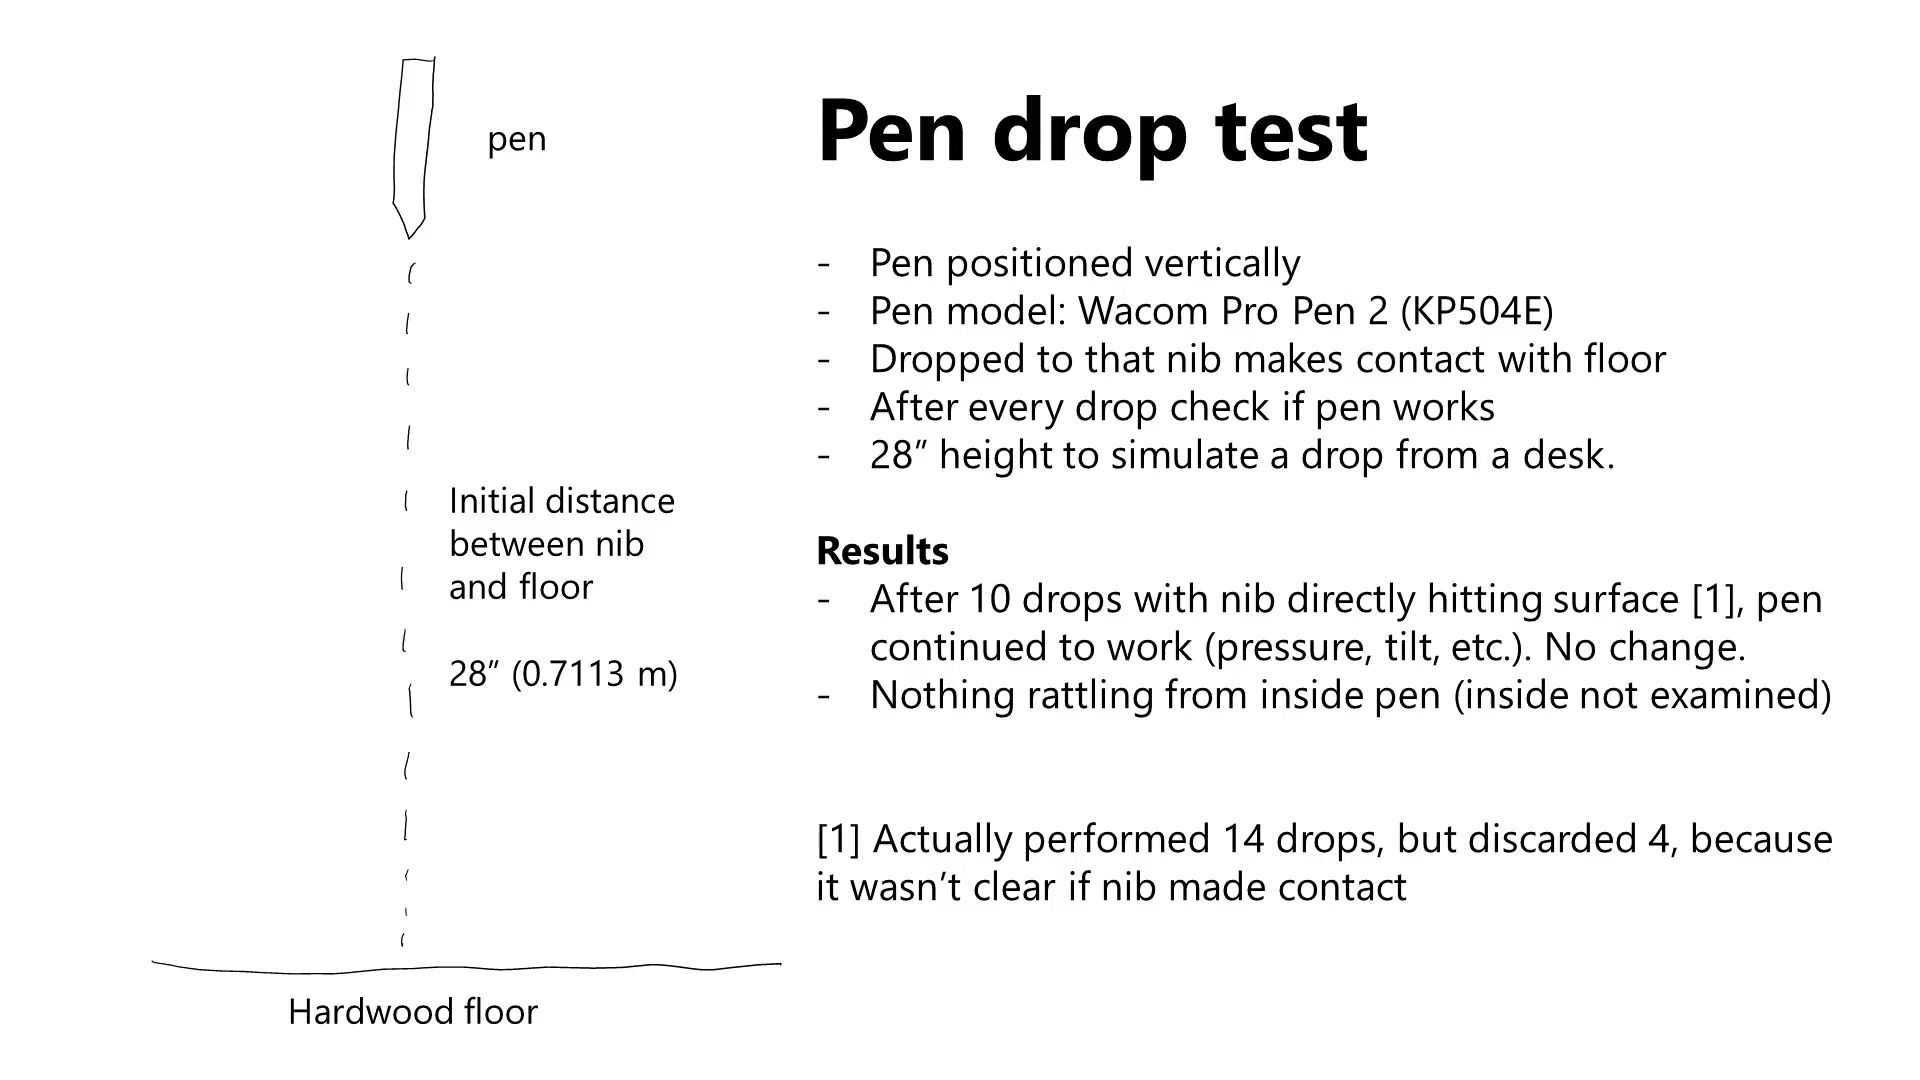 pen
Initial distance
between nib
and floor
28” (0.7113 m)
Hardwood floor
Pen drop test
- Pen positioned vertically
- Pen model: Wacom Pro Pen 2 (KP504E)
- Dropped to that nib makes contact with floor
- After every drop check if pen works
- 28” height to simulate a drop from a desk.
Results
- After 10 drops with nib directly hitting surface [1], pen
continued to work (pressure, tilt, etc.). No change.
- Nothing rattling from inside pen (inside not examined)
[1] Actually performed 14 drops, but discarded 4, because
it wasn’t clear if nib made contact